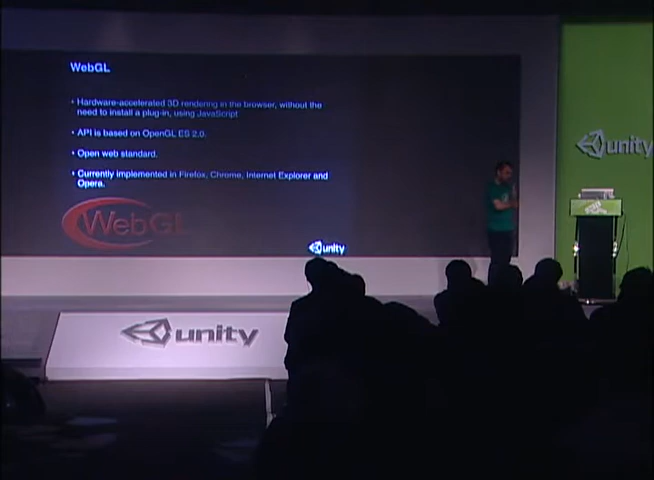 WebGL
• Hardware-accelerated 3D rendering in the browser, without the
need to install a plug-in, using JavaScript
• API is based on OpenGL ES 2.0.
• Open web standard.
• Currently implemented in Firefox, Chrome, Internet Explorer and
Opera.
WebGL
unity
unity
unity